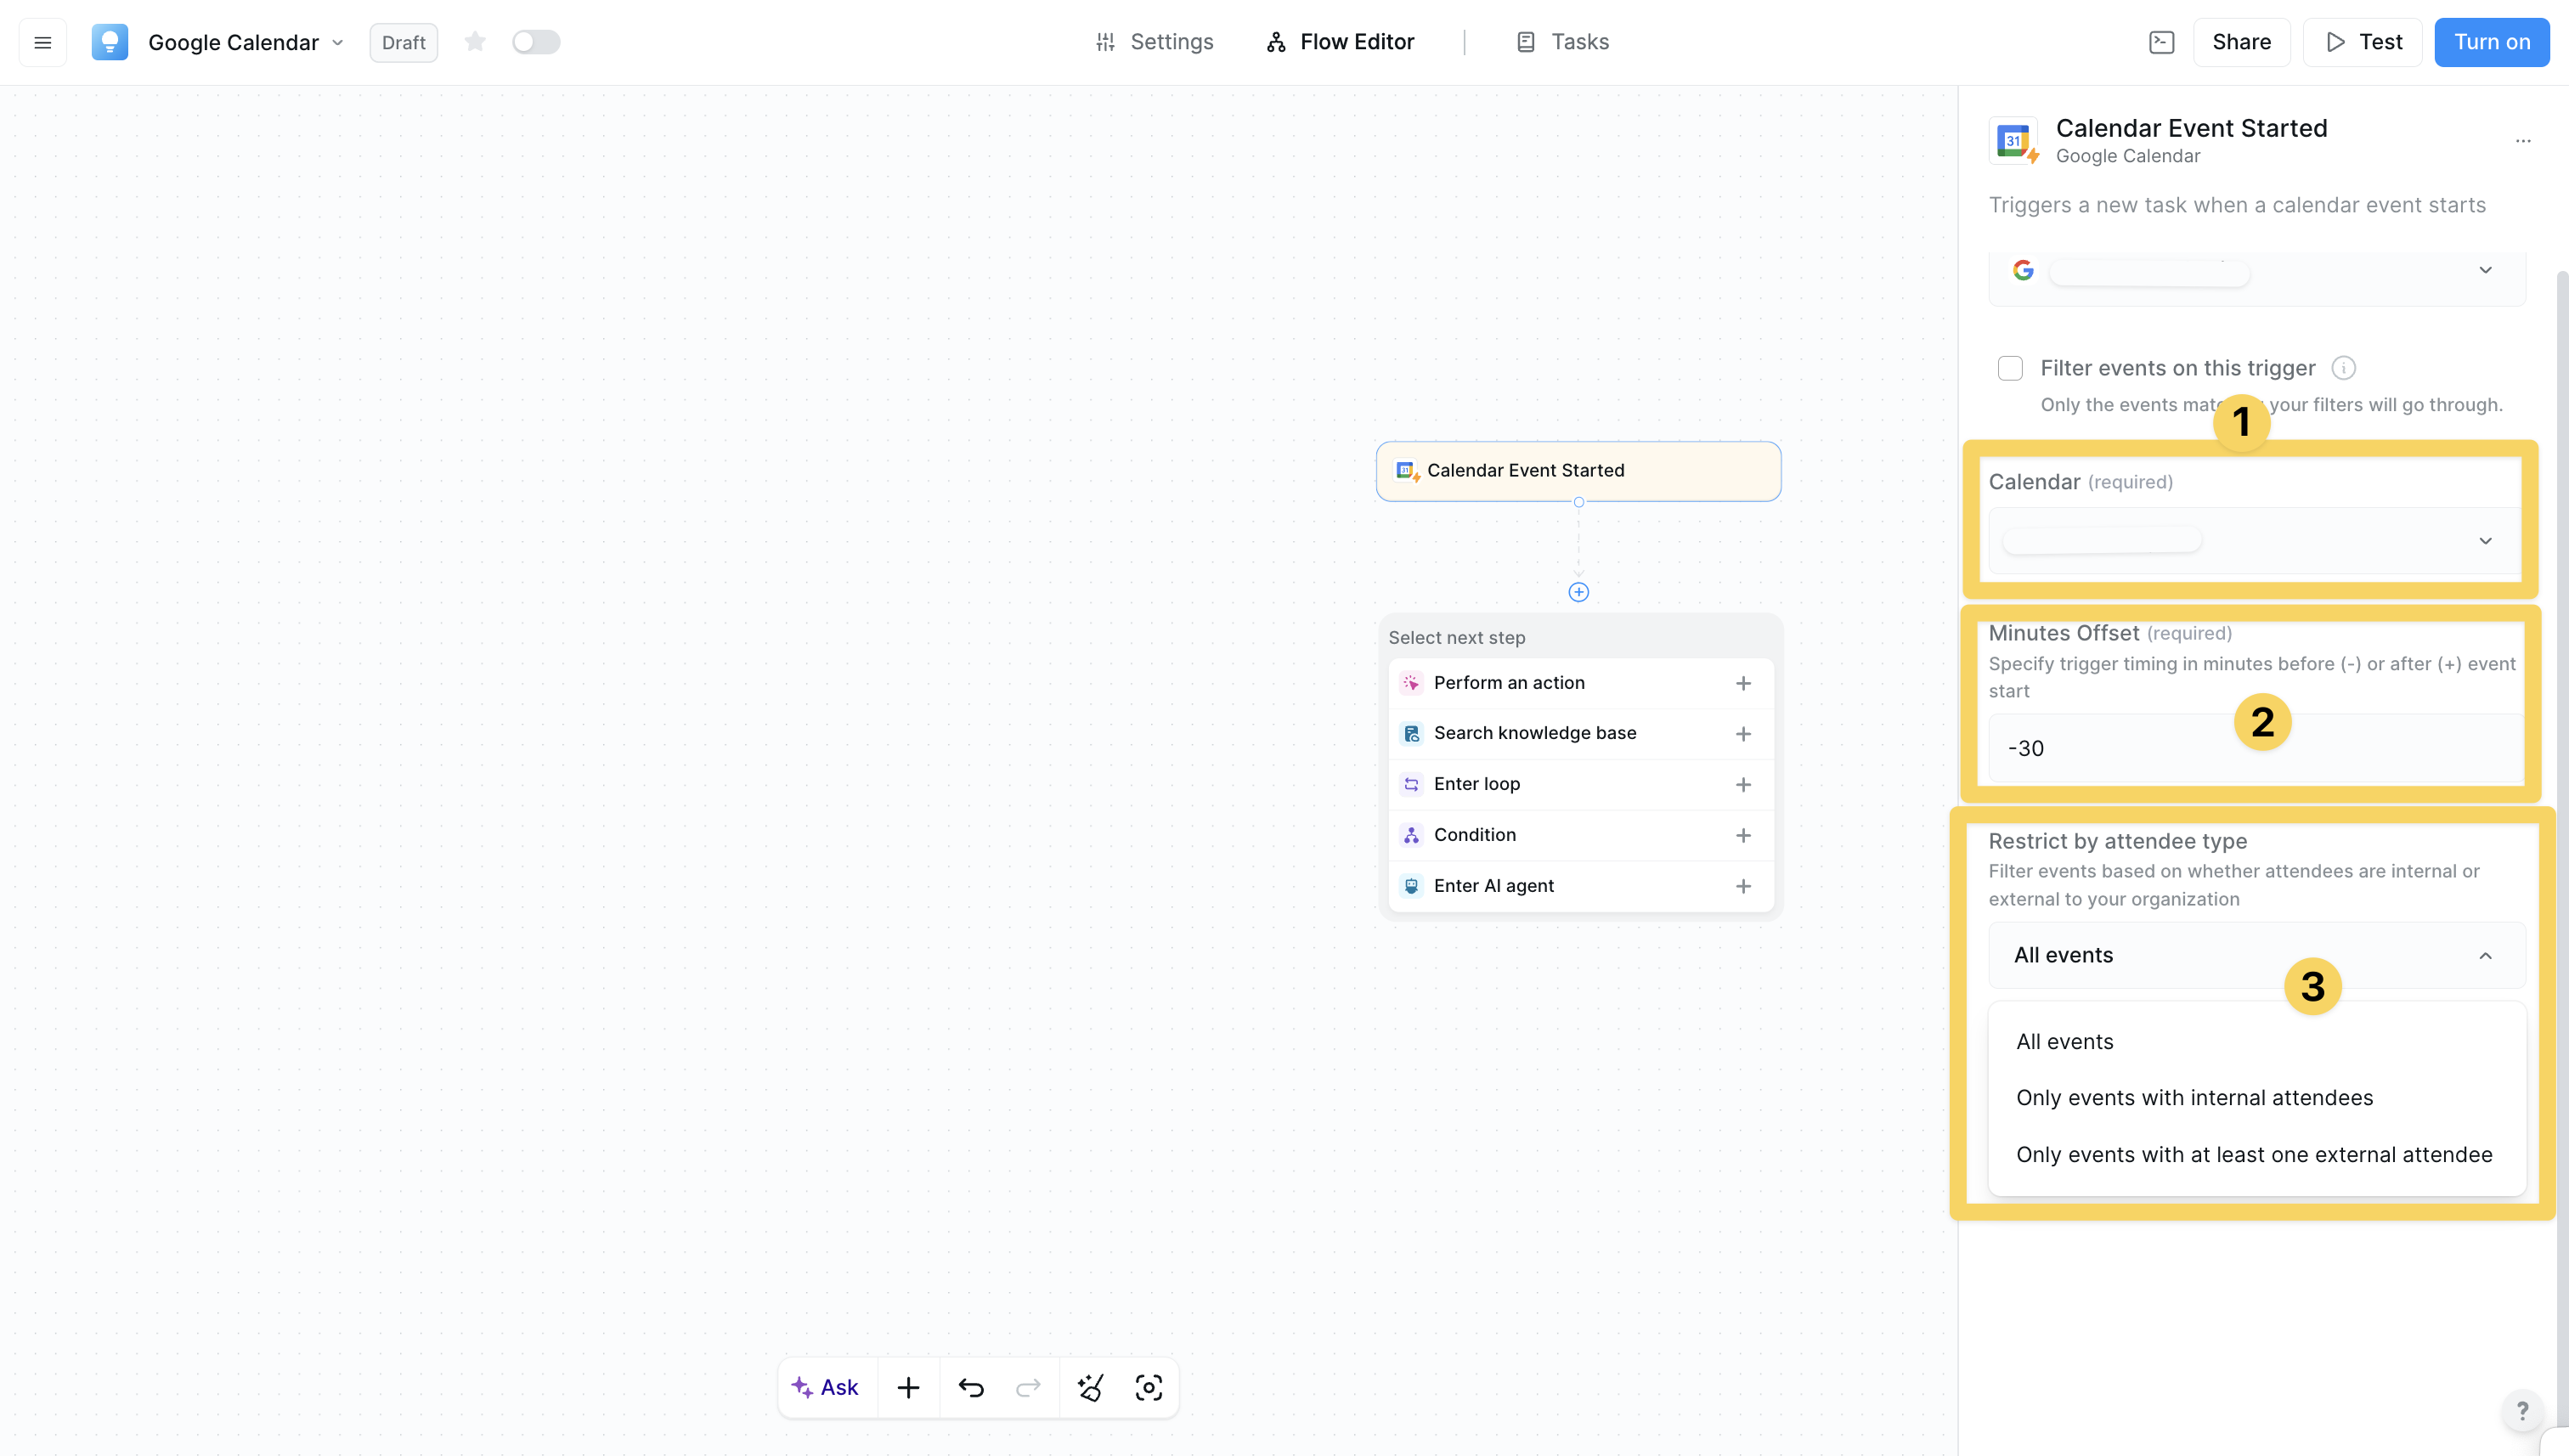 Google Calendar
Draft
Settings
Flow Editor
Tasks
Share
Test
Turn on
31
Calendar Event Started
Google Calendar
Triggers a new task when a calendar event starts
Filter events on this trigger
Only the events your filters will go through.
1
Calendar (required)
Minutes Offset (required)
Specify trigger timing in minutes before (-) or after (+) event
start
2
-30
Restrict by attendee type
Filter events based on whether attendees are internal or
external to your organization
All events
3
All events
Only events with internal attendees
Only events with at least one external attendee
31
Calendar Event Started
Select next step
Perform an action
Search knowledge base
Enter loop
Condition
Enter AI agent
Ask
?